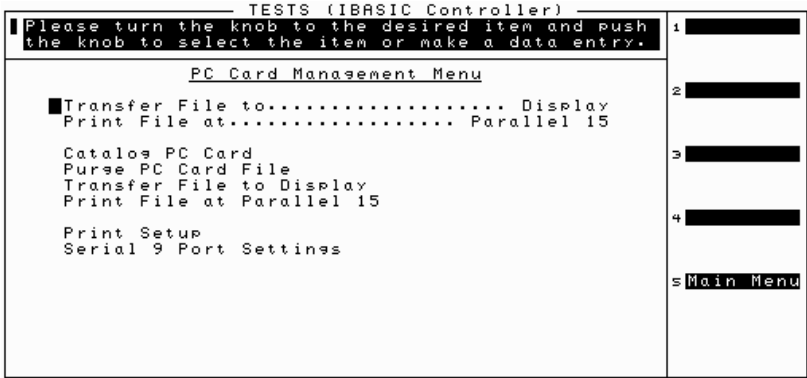 TESTS (IBASIC Controller)
Please turn the knob to the desired item and push
the knob to select the item or make a data entry.
PC Card Management Menu
Transfer File to................... Display
Print File at.................. Parallel 15
Catalog PC Card
Purge PC Card File
Transfer File to Display
Print File at Parallel 15
Print Setup
Serial 9 Port Settings
1
2
3
4
5 Main Menu